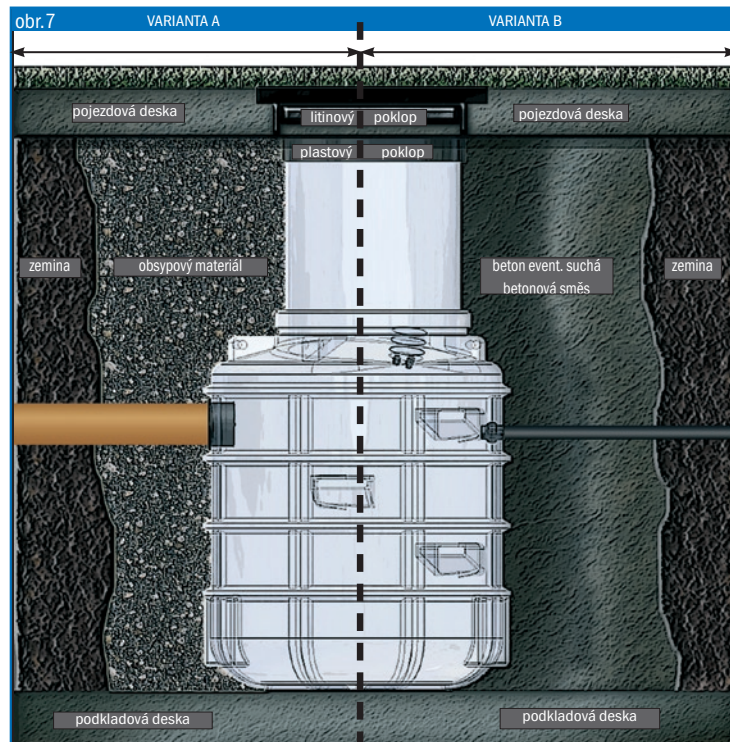 obr.7
VARIANTA A
VARIANTA B
pojezdová deska
litinový poklop
pojezdová deska
plastový poklop
zemina
obsypový materiál
beton event. suchá
betonová směs
zemina
podkladová deska
podkladová deska